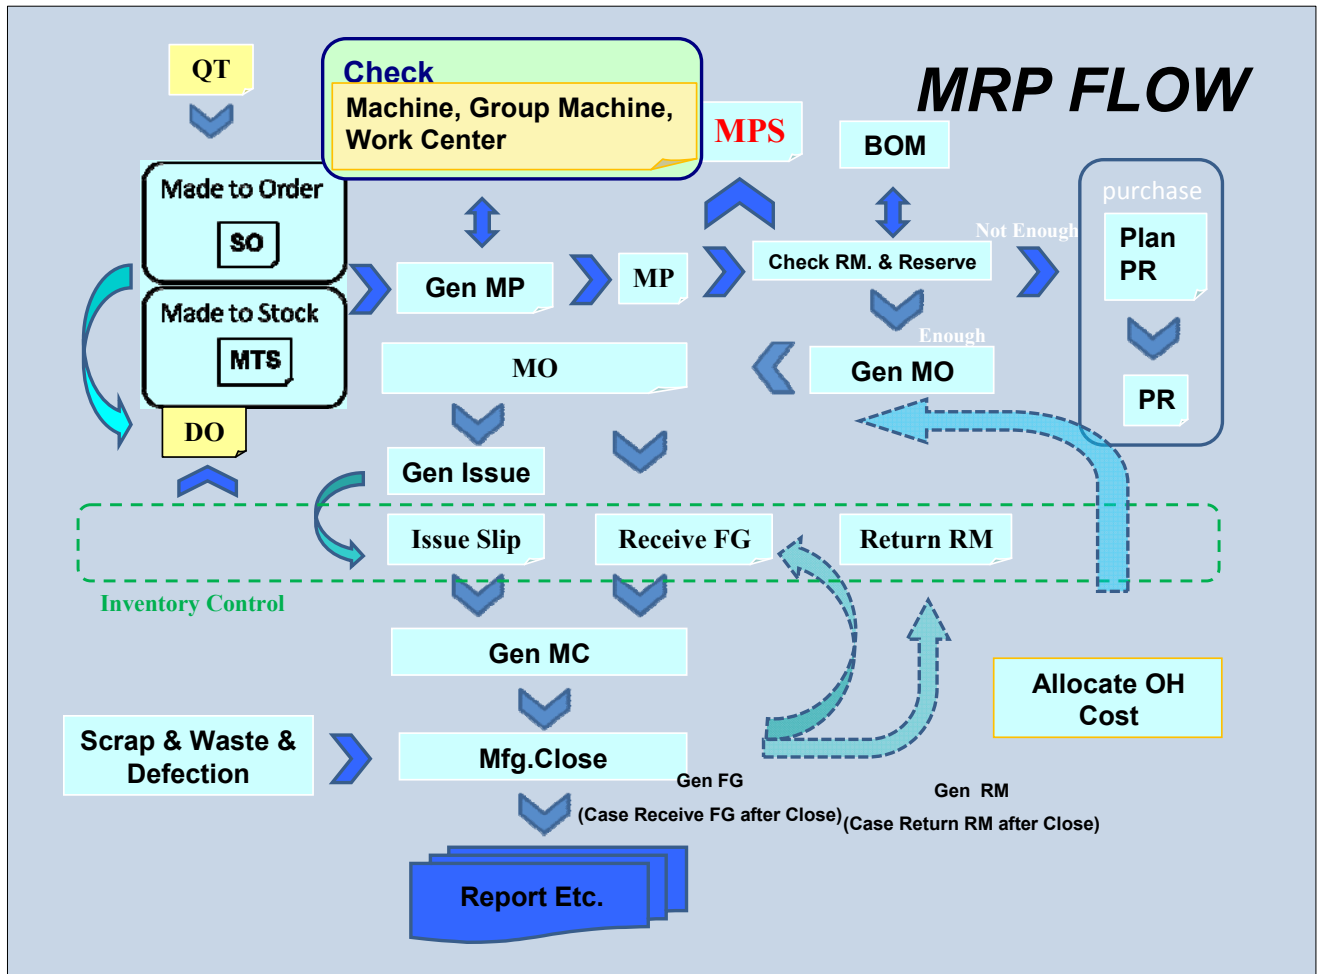 MRP FLOW
QT
Check
Machine, Group Machine,
Work Center
MPS
BOM
purchase
Made to Order
SO
Not Enough
Plan
PR
Gen MP
MP
Check RM. & Reserve
Made to Stock
MTS
Enough
MO
Gen MO
PR
DO
Gen Issue
Issue Slip
Receive FG
Return RM
Inventory Control
Gen MC
Allocate OH
Cost
Scrap & Waste &
Defection
Mfg.Close
Gen FG
(Case Receive FG after Close)
Gen RM
(Case Return RM after Close)
Report Etc.